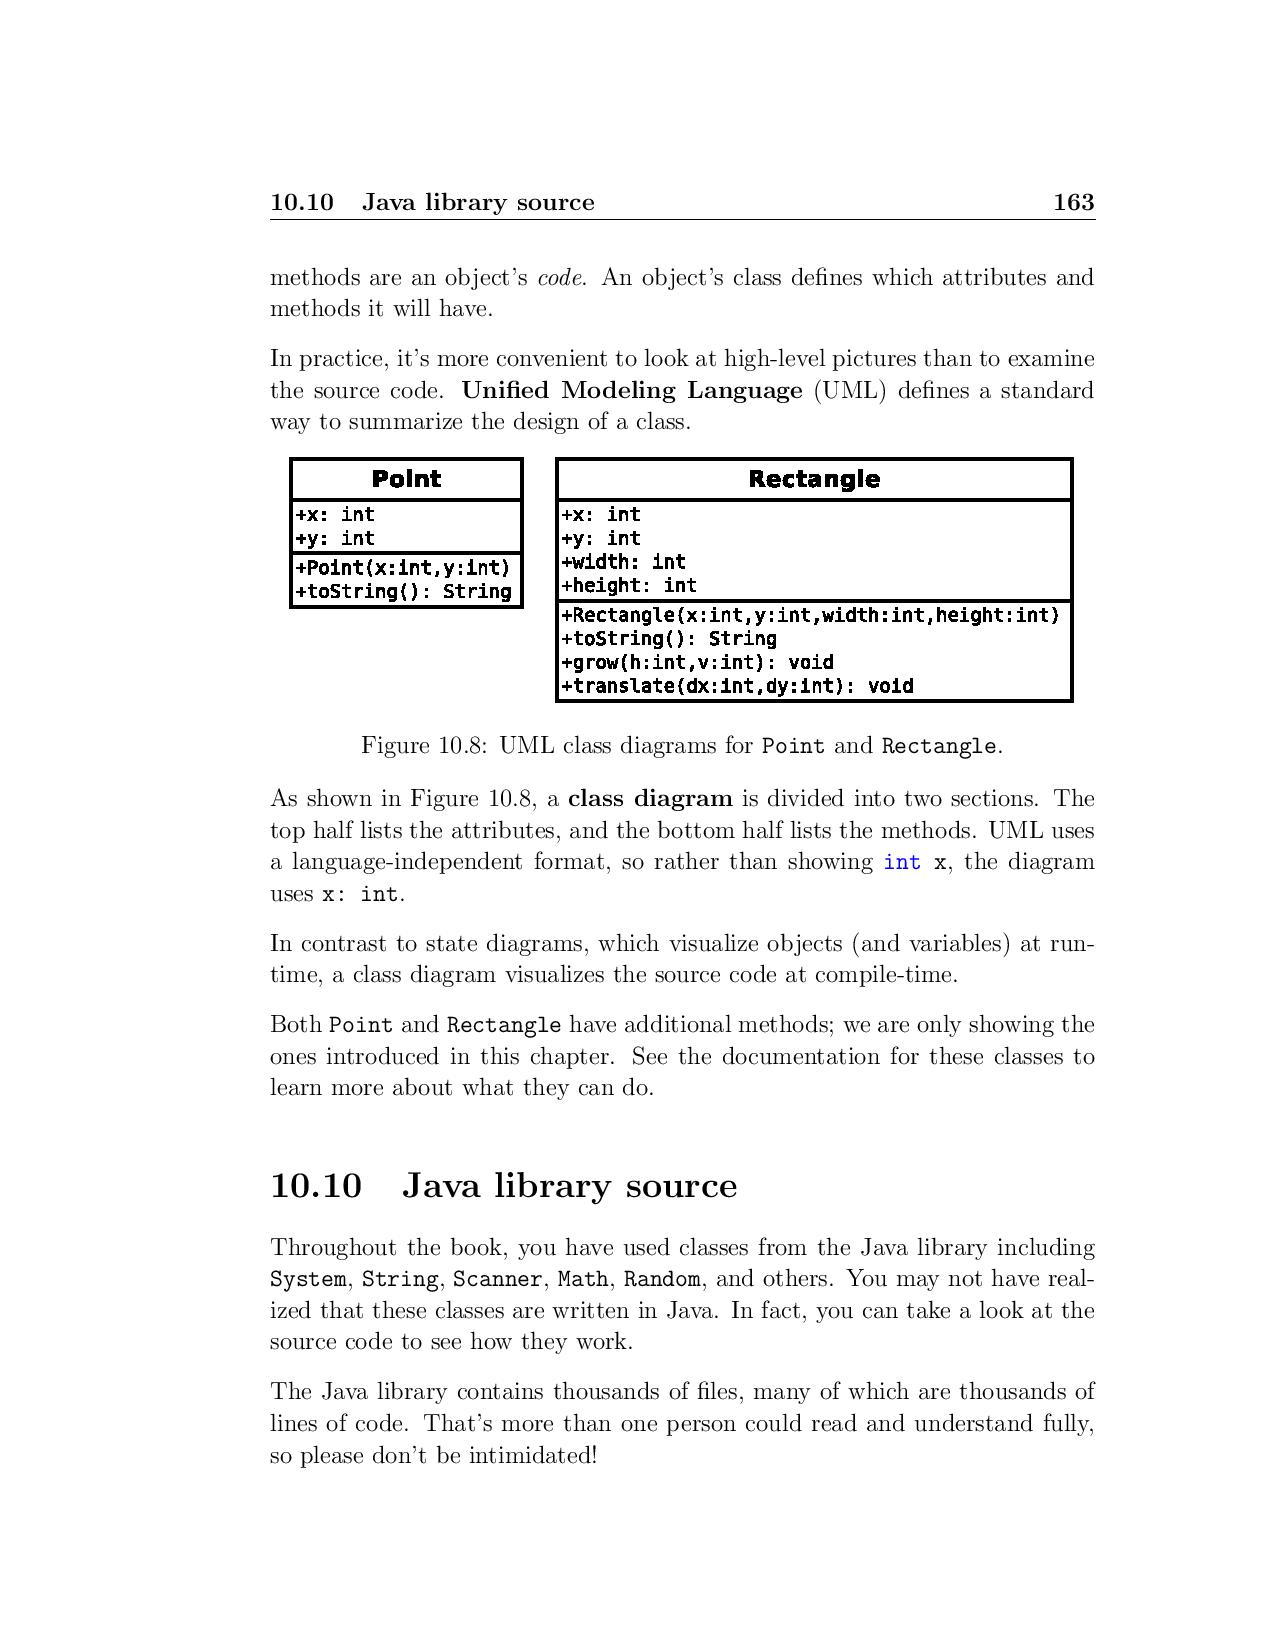 10.10 Java library source 163
methods are an object's code. An object's class defines which attributes and
methods it will have.
In practice, it's more convenient to look at high-level pictures than to examine
the source code. Unified Modeling Language (UML) defines a standard
way to summarize the design of a class.
Point
+x: int
+y: int
+Point(x:int,y:int)
+toString(): String
Rectangle
+x: int
+y: int
+width: int
+height: int
+Rectangle(x:int,y:int,width:int,height:int)
+toString(): String
+grow(h:int,v:int): void
+translate(dx:int,dy:int): void
Figure 10.8: UML class diagrams for Point and Rectangle.
As shown in Figure 10.8, a class diagram is divided into two sections. The
top half lists the attributes, and the bottom half lists the methods. UML uses
a language-independent format, so rather than showing int x, the diagram
uses x: int.
In contrast to state diagrams, which visualize objects (and variables) at run-
time, a class diagram visualizes the source code at compile-time.
Both Point and Rectangle have additional methods; we are only showing the
ones introduced in this chapter. See the documentation for these classes to
learn more about what they can do.
10.10 Java library source
Throughout the book, you have used classes from the Java library including
System, String, Scanner, Math, Random, and others. You may not have real-
ized that these classes are written in Java. In fact, you can take a look at the
source code to see how they work.
The Java library contains thousands of files, many of which are thousands of
lines of code. That's more than one person could read and understand fully,
so please don't be intimidated!